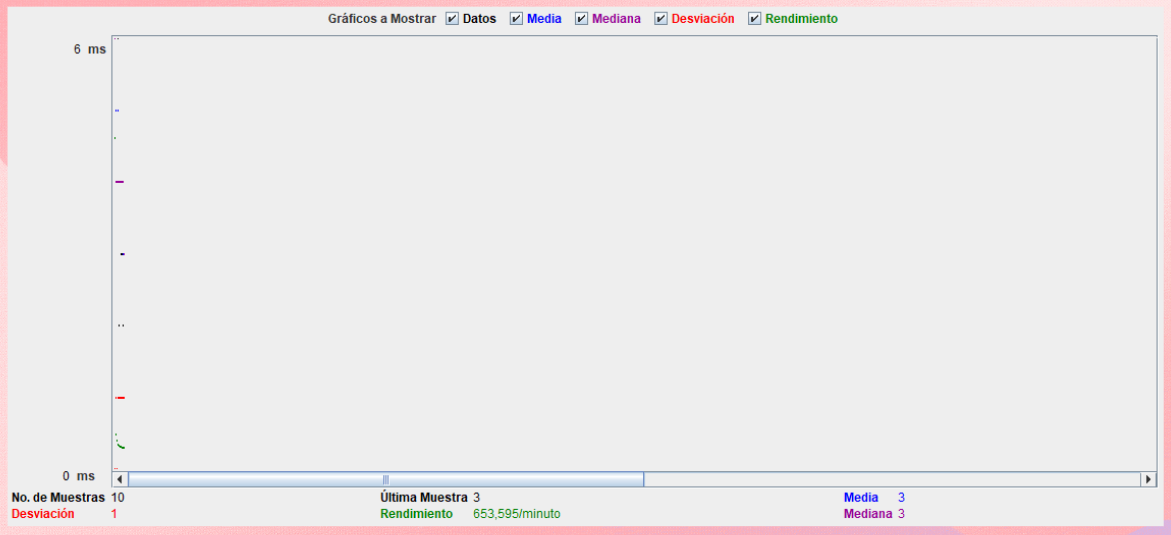 Gráficos a Mostrar Datos Media Mediana Desviación Rendimiento
6 ms
0 ms
No. de Muestras 10 Última Muestra 3 Media 3
Desviación 1 Rendimiento 653,595/minuto Mediana 3